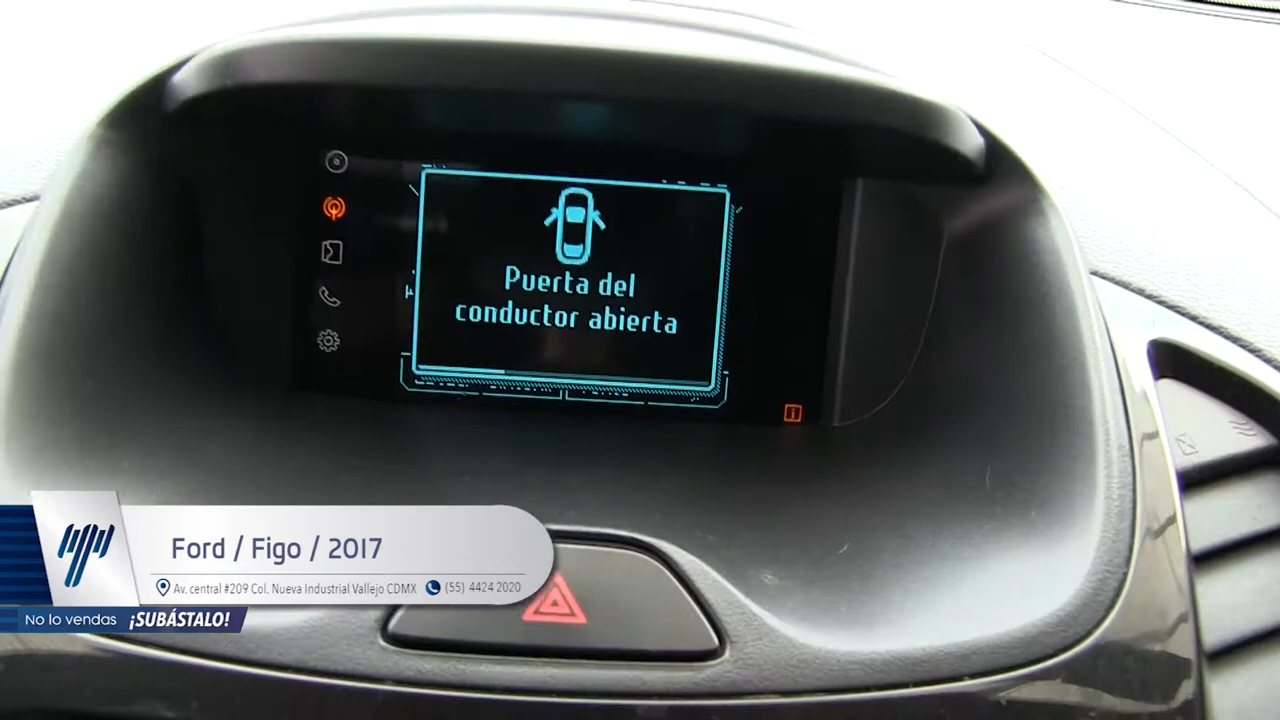 Puerta del
conductor abierta
Ford / Figo / 2017
Av. central #209 Col. Nueva Industrial Vallejo CDMX (55) 4424 2020
No lo vendas ¡SUBÁSTALO!